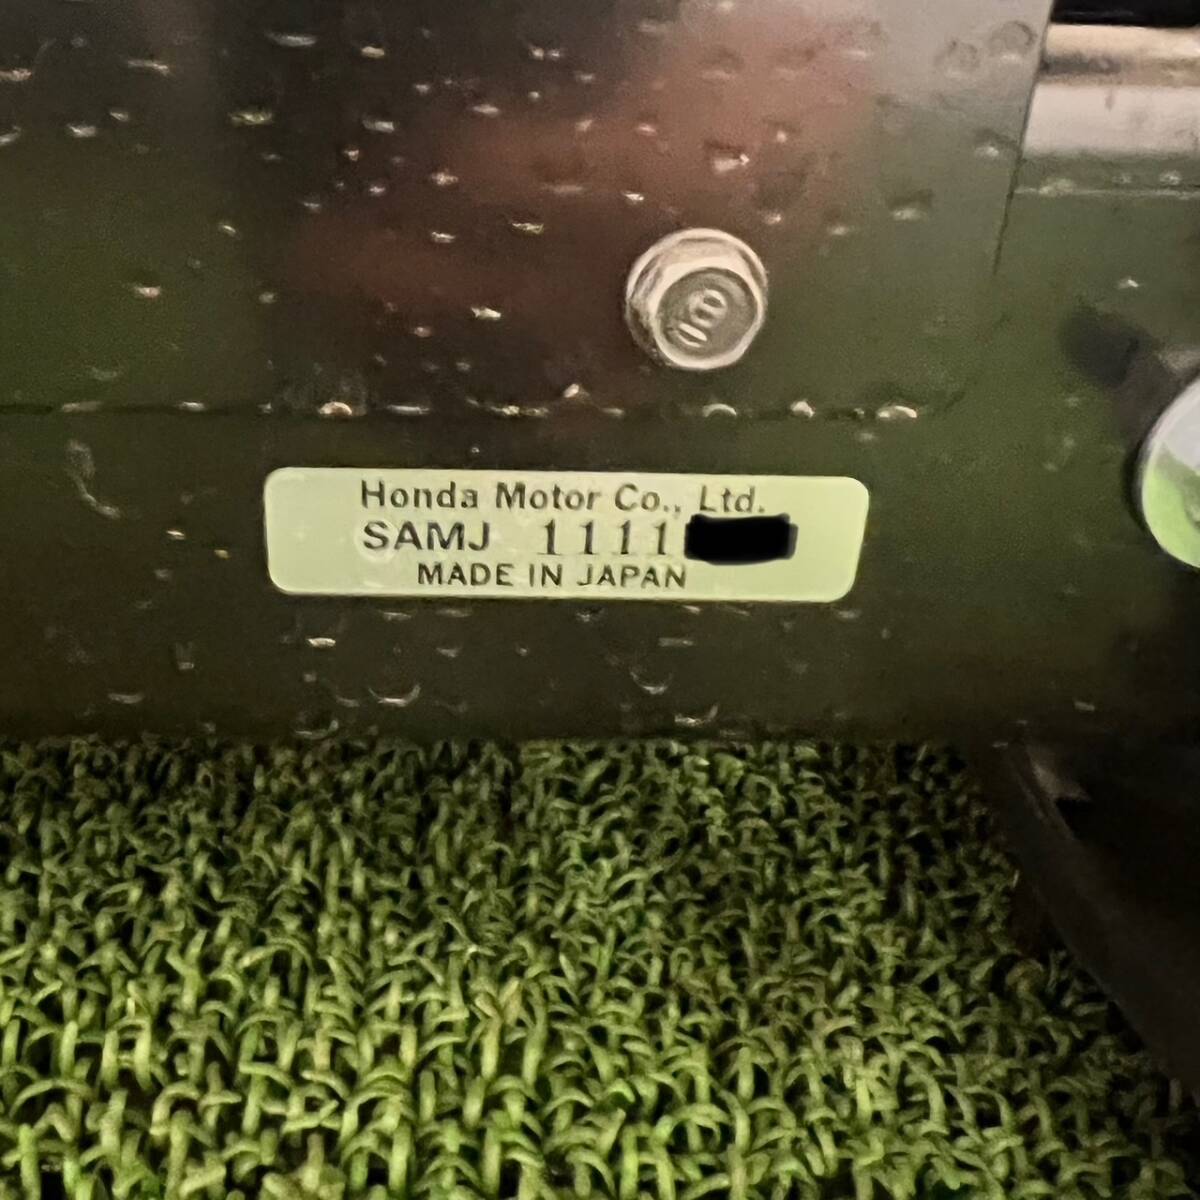 Honda Motor Co., Ltd.
SAMJ 1111
MADE IN JAPAN